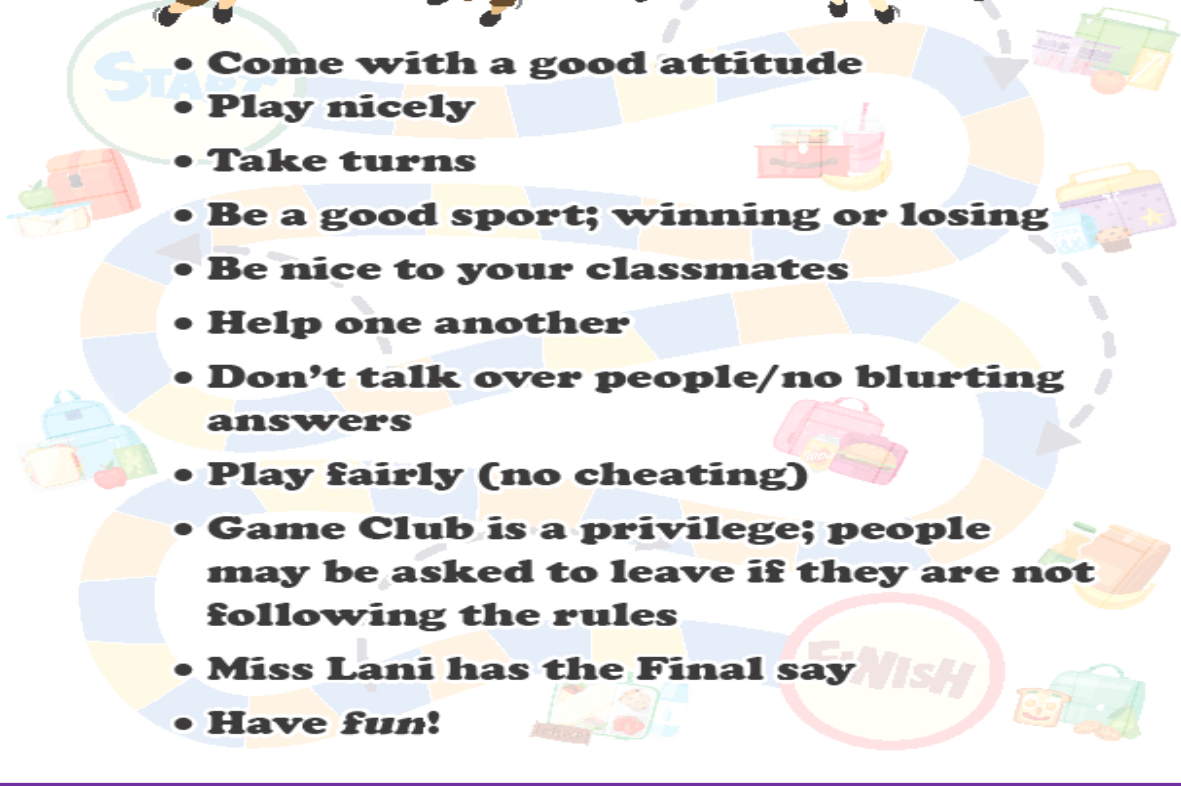 START
• Come with a good attitude
• Play nicely
• Take turns
• Be a good sport; winning or losing
• Be nice to your classmates
• Help one another
• Don’t talk over people/no blurting
answers
• Play fairly (no cheating)
• Game Club is a privilege; people
may be asked to leave if they are not
following the rules
• Miss Lani has the Final say
FINISH
• Have fun!